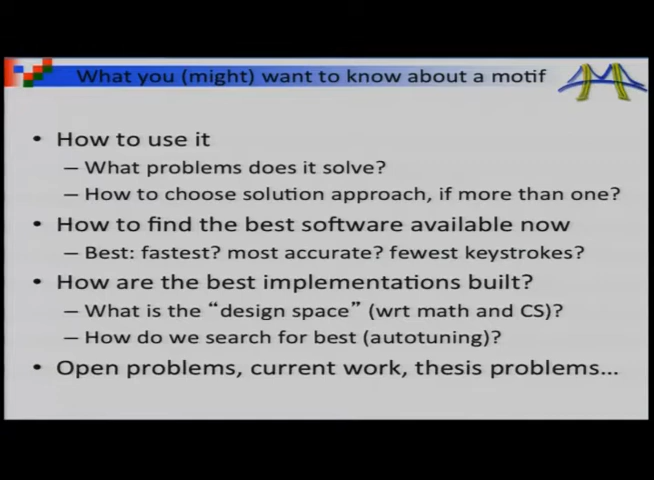 What you (might) want to know about a motif
• How to use it
– What problems does it solve?
– How to choose solution approach, if more than one?
• How to find the best software available now
– Best: fastest? most accurate? fewest keystrokes?
• How are the best implementations built?
– What is the “design space” (wrt math and CS)?
– How do we search for best (autotuning)?
• Open problems, current work, thesis problems...